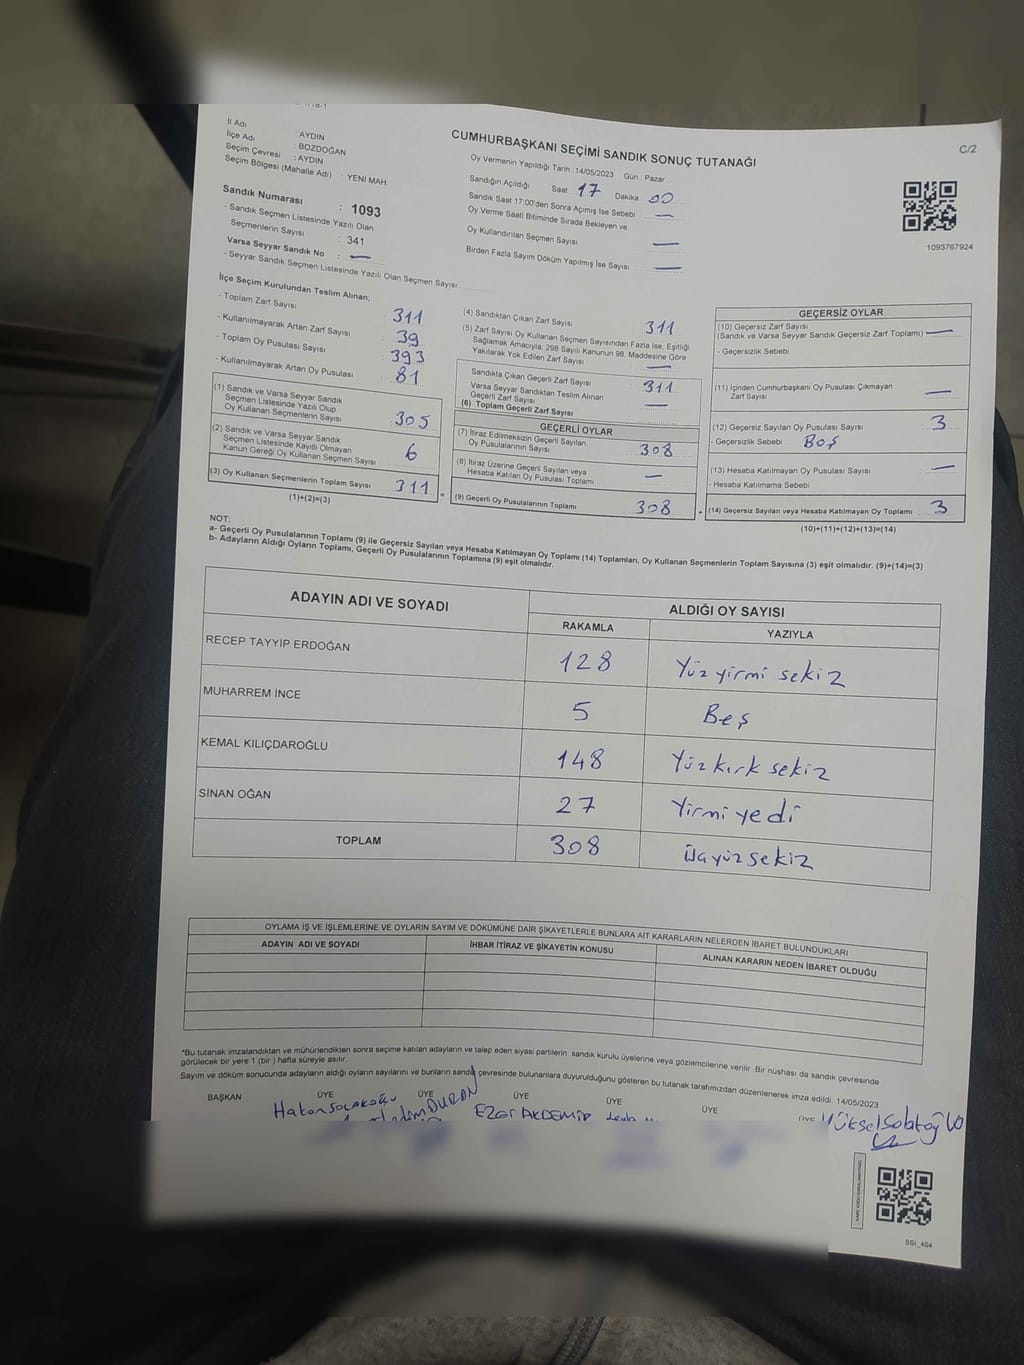 İl Adı : AYDIN
İlçe Adı : BOZDOĞAN
Seçim Çevresi : AYDIN
Seçim Bölgesi (Mahalle Adı) : YENİ MAH.
CUMHURBAŞKANI SEÇİMİ SANDIK SONUÇ TUTANAĞI
C/2
Oy Vermenin Yapıldığı Tarih : 14/05/2023 Gün : Pazar
Sandığın Açıldığı Saat 17 Dakika 00
Sandık Saat 17:00'den Sonra Açımış İse Sebebi —
Oy Verme Saati Bitiminde Sırada Bekleyen ve
Oy Kullandırılan Seçmen Sayısı —
Birden Fazla Sayım Döküm Yapılmış İse Sayısı —
1093767924
Sandık Numarası : 1093
- Sandık Seçmen Listesinde Yazılı Olan
Seçmenlerin Sayısı : 341
Varsa Seyyar Sandık No : —
- Seyyar Sandık Seçmen Listesinde Yazılı Olan Seçmen Sayısı:
İlçe Seçim Kurulundan Teslim Alınan;
- Toplam Zarf Sayısı 311
- Kullanılmayarak Artan Zarf Sayısı 39
- Toplam Oy Pusulası Sayısı 393
- Kullanılmayarak Artan Oy Pusulası 81
(1) Sandık ve Varsa Seyyar Sandık
Seçmen Listesinde Yazılı Olup
Oy Kullanan Seçmenlerin Sayısı 305
(2) Sandık ve Varsa Seyyar Sandık
Seçmen Listesinde Kayıtlı Olmayan
Kanun Gereği Oy Kullanan Seçmen Sayısı 6
(3) Oy Kullanan Seçmenlerin Toplam Sayısı 311
(1)+(2)=(3)
=
(4) Sandıktan Çıkan Zarf Sayısı 311
(5) Zarf Sayısı Oy Kullanan Seçmen Sayısından Fazla İse, Eşitliği
Sağlamak Amacıyla; 298 Sayılı Kanunun 98. Maddesine Göre
Yakılarak Yok Edilen Zarf Sayısı —
Sandıkta Çıkan Geçerli Zarf Sayısı 311
Varsa Seyyar Sandıktan Teslim Alınan
Geçerli Zarf Sayısı —
(6) Toplam Geçerli Zarf Sayısı
GEÇERLİ OYLAR
(7) İtiraz Edilmeksizin Geçerli Sayılan
Oy Pusulalarının Sayısı 308
(8) İtiraz Üzerine Geçerli Sayılan veya
Hesaba Katılan Oy Pusulası Toplamı —
(9) Geçerli Oy Pusulalarının Toplamı 308
+
GEÇERSİZ OYLAR
(10) Geçersiz Zarf Sayısı
(Sandık ve Varsa Seyyar Sandık Geçersiz Zarf Toplamı) —
- Geçersizlik Sebebi
(11) İçinden Cumhurbaşkanı Oy Pusulası Çıkmayan
Zarf Sayısı —
(12) Geçersiz Sayılan Oy Pusulası Sayısı 3
- Geçersizlik Sebebi BOŞ
(13) Hesaba Katılmayan Oy Pusulası Sayısı —
- Hesaba Katılmama Sebebi
(14) Geçersiz Sayılan veya Hesaba Katılmayan Oy Toplamı 3
(10)+(11)+(12)+(13)=(14)
NOT:
a- Geçerli Oy Pusulalarının Toplamı (9) ile Geçersiz Sayılan veya Hesaba Katılmayan Oy Toplamı (14) Toplamları, Oy Kullanan Seçmenlerin Toplam Sayısına (3) eşit olmalıdır. (9)+(14)=(3)
b- Adayların Aldığı Oyların Toplamı, Geçerli Oy Pusulalarının Toplamına (9) eşit olmalıdır.
ADAYIN ADI VE SOYADI ALDIĞI OY SAYISI
RAKAMLA YAZIYLA
RECEP TAYYİP ERDOĞAN 128 Yüz yirmi sekiz
MUHARREM İNCE 5 Beş
KEMAL KILIÇDAROĞLU 148 Yüz kırk sekiz
SİNAN OĞAN 27 Yirmi yedi
TOPLAM 308 Üçyüz sekiz
OYLAMA İŞ VE İŞLEMLERİNE VE OYLARIN SAYIM VE DÖKÜMÜNE DAİR ŞİKAYETLERLE BUNLARA AİT KARARLARIN NELERDEN İBARET BULUNDUKLARI
ADAYIN ADI VE SOYADI İHBAR İTİRAZ VE ŞİKAYETİN KONUSU ALINAN KARARIN NEDEN İBARET OLDUĞU
*Bu tutanak imzalandıktan ve mühürlendikten sonra seçime katılan adayların ve talep eden siyasi partilerin sandık kurulu üyelerine veya gözlemcilerine verilir. Bir nüshası da sandık çevresinde
görülecek bir yere 1 (bir ) hafta süreyle asılır.
Sayım ve döküm sonucunda adayların aldığı oyların sayılarını ve bunların sandık çevresinde bulunanlara duyurulduğunu gösteren bu tutanak tarafımızdan düzenlenerek imza edildi. 14/05/2023
BAŞKAN ÜYE ÜYE ÜYE ÜYE ÜYE ÜYE
Hakan DURAN EZGİ AKDEMİR Yüksel
SSI_404